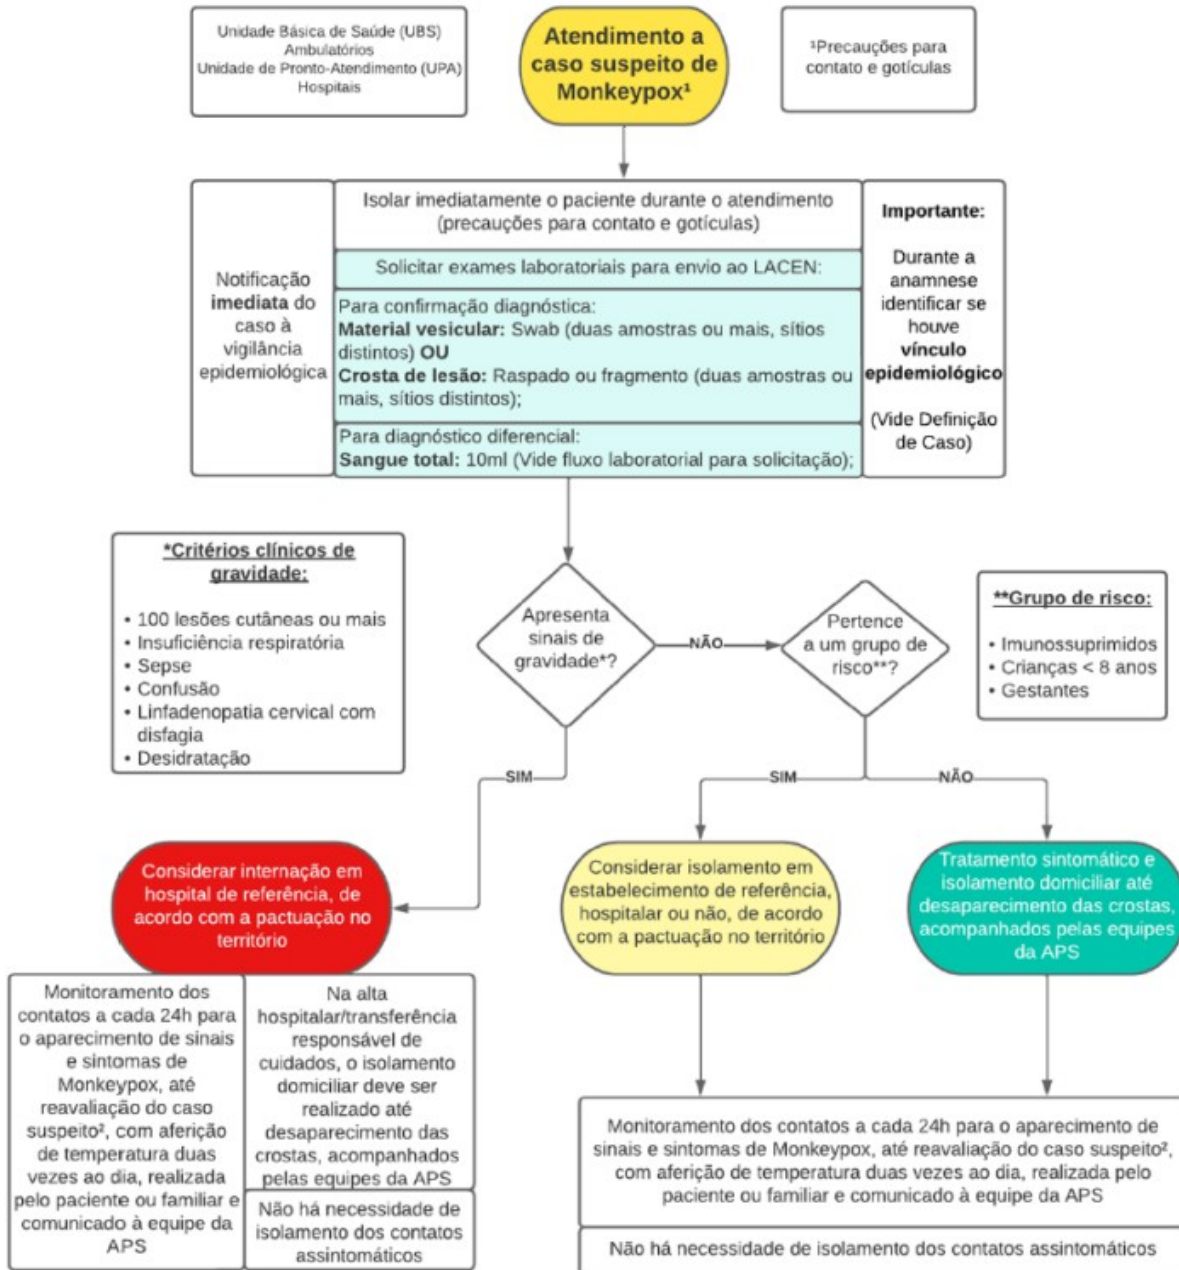 Unidade Básica de Saúde (UBS)
Ambulatórios
Unidade de Pronto-Atendimento (UPA)
Hospitais
Atendimento a
caso suspeito de
Monkeypox¹
¹Precauções para
contato e gotículas
Notificação
imediata do
caso à
vigilância
epidemiológica
Isolar imediatamente o paciente durante o atendimento
(precauções para contato e gotículas)
Solicitar exames laboratoriais para envio ao LACEN:
Para confirmação diagnóstica:
Material vesicular: Swab (duas amostras ou mais, sítios
distintos) OU
Crosta de lesão: Raspado ou fragmento (duas amostras ou
mais, sítios distintos);
Para diagnóstico diferencial:
Sangue total: 10ml (Vide fluxo laboratorial para solicitação);
Importante:
Durante a
anamnese
identificar se
houve
vínculo
epidemiológico
(Vide Definição
de Caso)
*Critérios clínicos de
gravidade:
• 100 lesões cutâneas ou mais
• Insuficiência respiratória
• Sepse
• Confusão
• Linfadenopatia cervical com
disfagia
• Desidratação
Apresenta
sinais de
gravidade*?
NÃO
Pertence
a um grupo de
risco**?
**Grupo de risco:
• Imunossuprimidos
• Crianças < 8 anos
• Gestantes
SIM
SIM
NÃO
Considerar internação em
hospital de referência, de
acordo com a pactuação no
território
Considerar isolamento em
estabelecimento de referência,
hospitalar ou não, de acordo
com a pactuação no território
Tratamento sintomático e
isolamento domiciliar até
desaparecimento das crostas,
acompanhados pelas equipes
da APS
Monitoramento dos
contatos a cada 24h para
o aparecimento de sinais
e sintomas de
Monkeypox, até
reavaliação do caso
suspeito², com aferição
de temperatura duas
vezes ao dia, realizada
pelo paciente ou familiar e
comunicado à equipe da
APS
Na alta
hospitalar/transferência
responsável de
cuidados, o isolamento
domiciliar deve ser
realizado até
desaparecimento das
crostas, acompanhados
pelas equipes da APS
Não há necessidade de
isolamento dos contatos
assintomáticos
Monitoramento dos contatos a cada 24h para o aparecimento de
sinais e sintomas de Monkeypox, até reavaliação do caso suspeito²,
com aferição de temperatura duas vezes ao dia, realizada pelo
paciente ou familiar e comunicado à equipe da APS
Não há necessidade de isolamento dos contatos assintomáticos